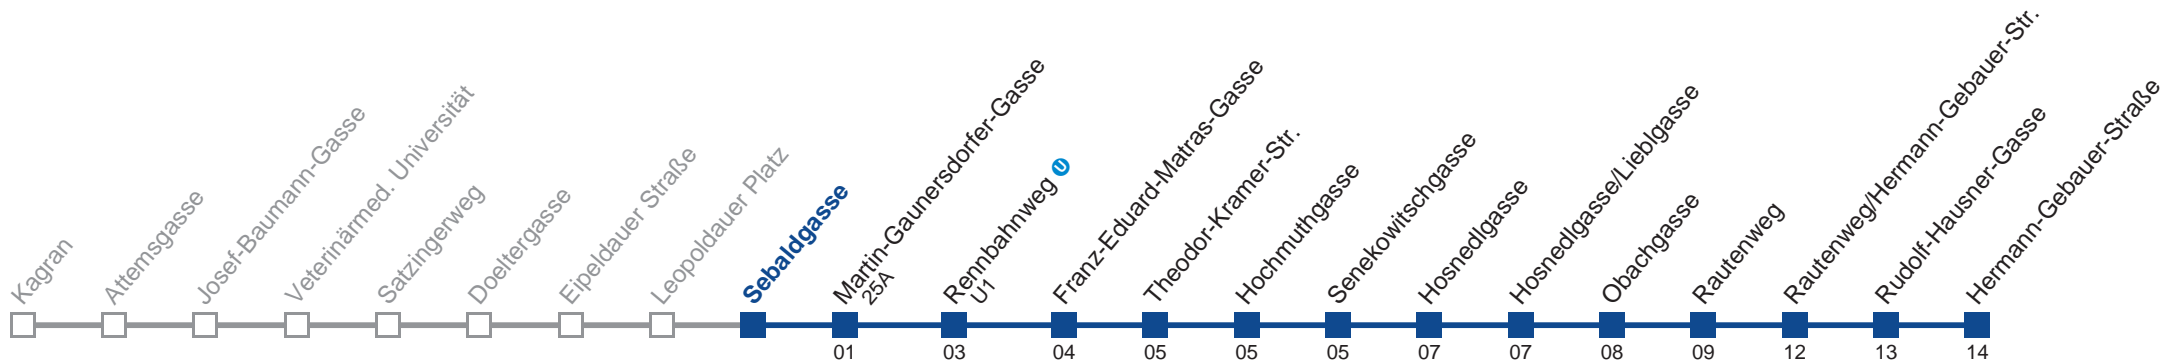 Kagran
Attemsgasse
Josef-Baumann-Gasse
Veterinärmed. Universität
Satzingerweg
Doeltergasse
Eipeldauer Straße
Leopoldauer Platz
Sebaldgasse
Martin-Gaunersdorfer-Gasse
25A
01
Rennbahnweg U
U1
03
Franz-Eduard-Matras-Gasse
04
Theodor-Kramer-Str.
05
Hochmuthgasse
05
Senekowitschgasse
05
Hosnedlgasse
07
Hosnedlgasse/Lieblgasse
07
Obachgasse
08
Rautenweg
09
Rautenweg/Hermann-Gebauer-Str.
12
Rudolf-Hausner-Gasse
13
Hermann-Gebauer-Straße
14